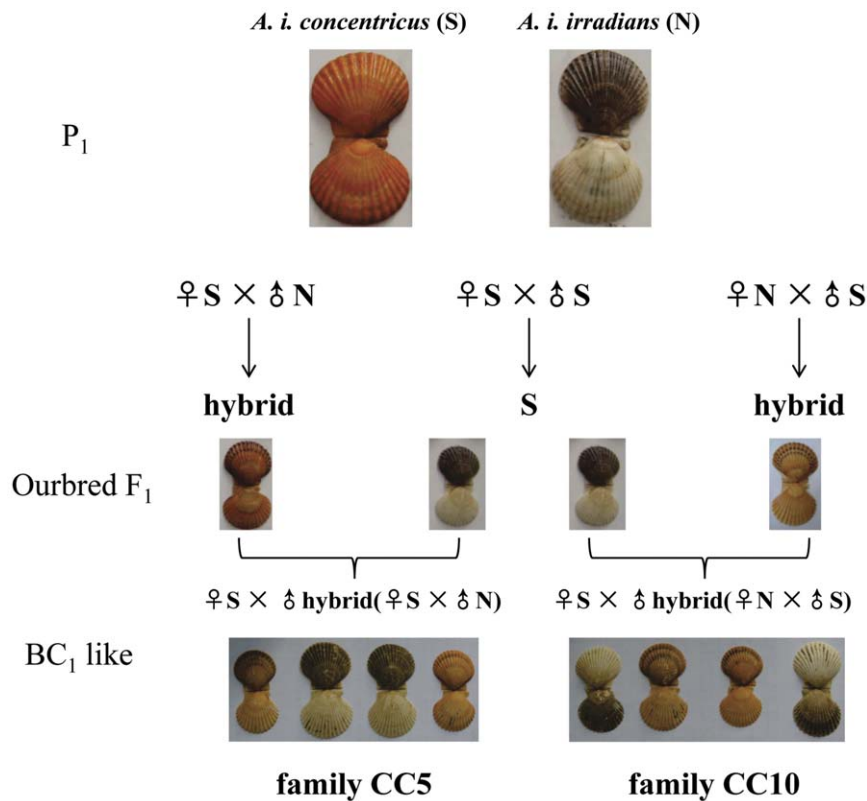 A. i. concentricus (S) A. i. irradians (N)
P₁
♀S × ♂N ♀S × ♂S ♀N × ♂S
hybrid S hybrid
Ourbred F₁
♀S × ♂hybrid(♀S × ♂N) ♀S × ♂hybrid(♀N × ♂S)
BC₁ like
family CC5 family CC10